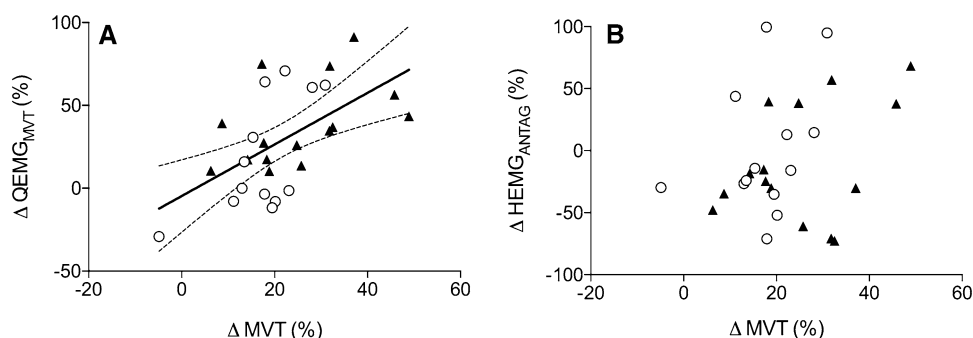 A
100
50
0
-50
Δ QEMG_MVT (%)
-20 0 20 40 60
Δ MVT (%)
B
100
50
0
-50
-100
Δ HEMG_ANTAG (%)
-20 0 20 40 60
Δ MVT (%)